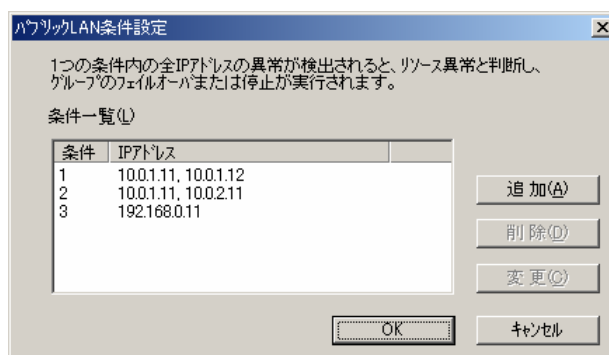 ﾊﾟﾌﾞﾘｯｸLAN条件設定
1つの条件内の全IPｱﾄﾞﾚｽの異常が検出されると、ﾘｿｰｽ異常と判断し、
ｸﾞﾙｰﾌﾟのﾌｪｲﾙｵｰﾊﾞまたは停止が実行されます。
条件一覧(L)
条件 IPｱﾄﾞﾚｽ
1 10.0.1.11, 10.0.1.12
2 10.0.1.11, 10.0.2.11
3 192.168.0.11
追 加(A)
削 除(D)
変 更(C)
OK
ｷｬﾝｾﾙ